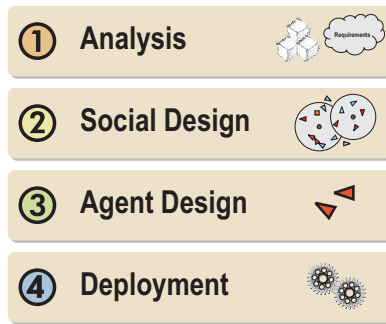 1 Analysis
Requirements
2 Social Design
3 Agent Design
4 Deployment